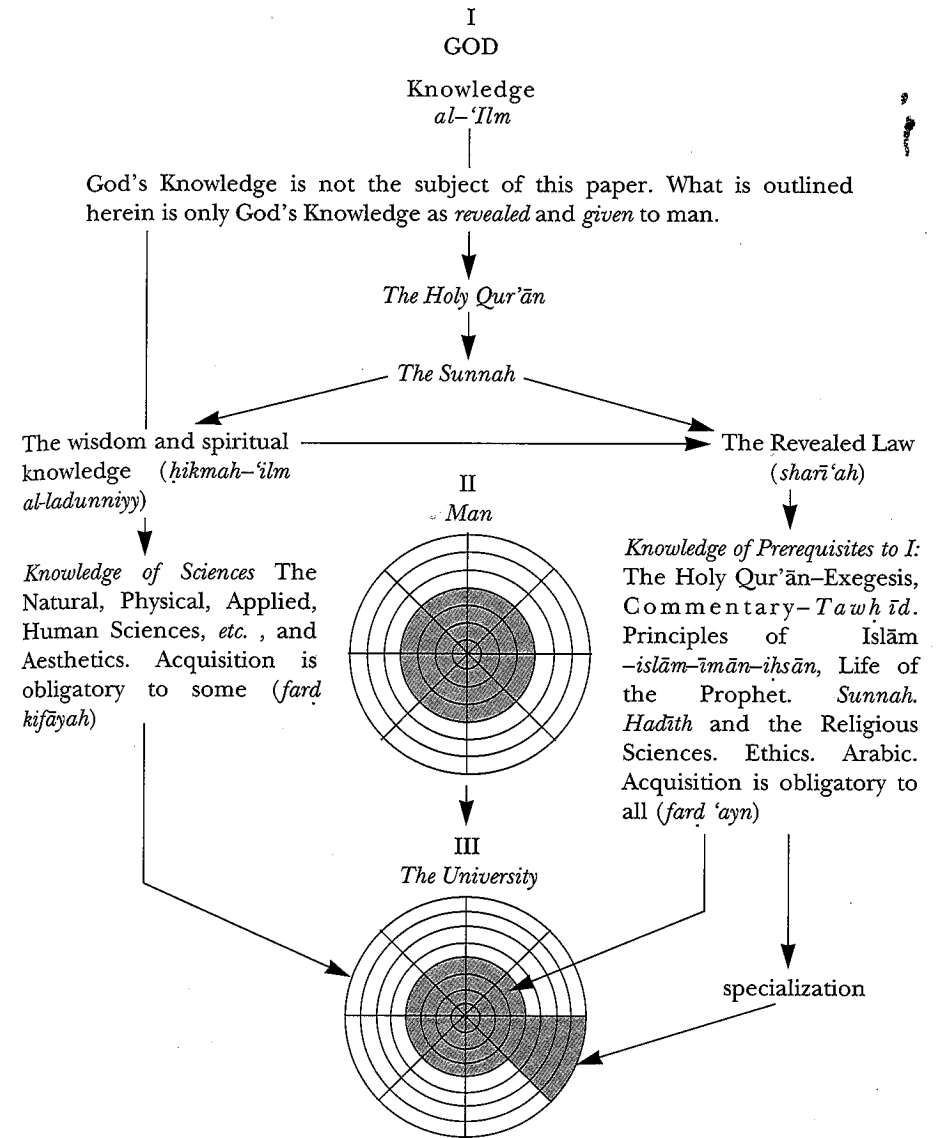 I
GOD
Knowledge
al–‘Ilm
God's Knowledge is not the subject of this paper. What is outlined
herein is only God's Knowledge as revealed and given to man.
The Holy Qur’ān
The Sunnah
The wisdom and spiritual
knowledge (ḥikmah–‘ilm
al-ladunniyy)
The Revealed Law
(sharī‘ah)
II
Man
Knowledge of Sciences The
Natural, Physical, Applied,
Human Sciences, etc. , and
Aesthetics. Acquisition is
obligatory to some (farḍ
kifāyah)
Knowledge of Prerequisites to I:
The Holy Qur’ān–Exegesis,
Commentary–Tawḥīd.
Principles of Islām
–islām–īmān–iḥsān, Life of
the Prophet. Sunnah.
Ḥadīth and the Religious
Sciences. Ethics. Arabic.
Acquisition is obligatory to
all (farḍ ‘ayn)
III
The University
specialization